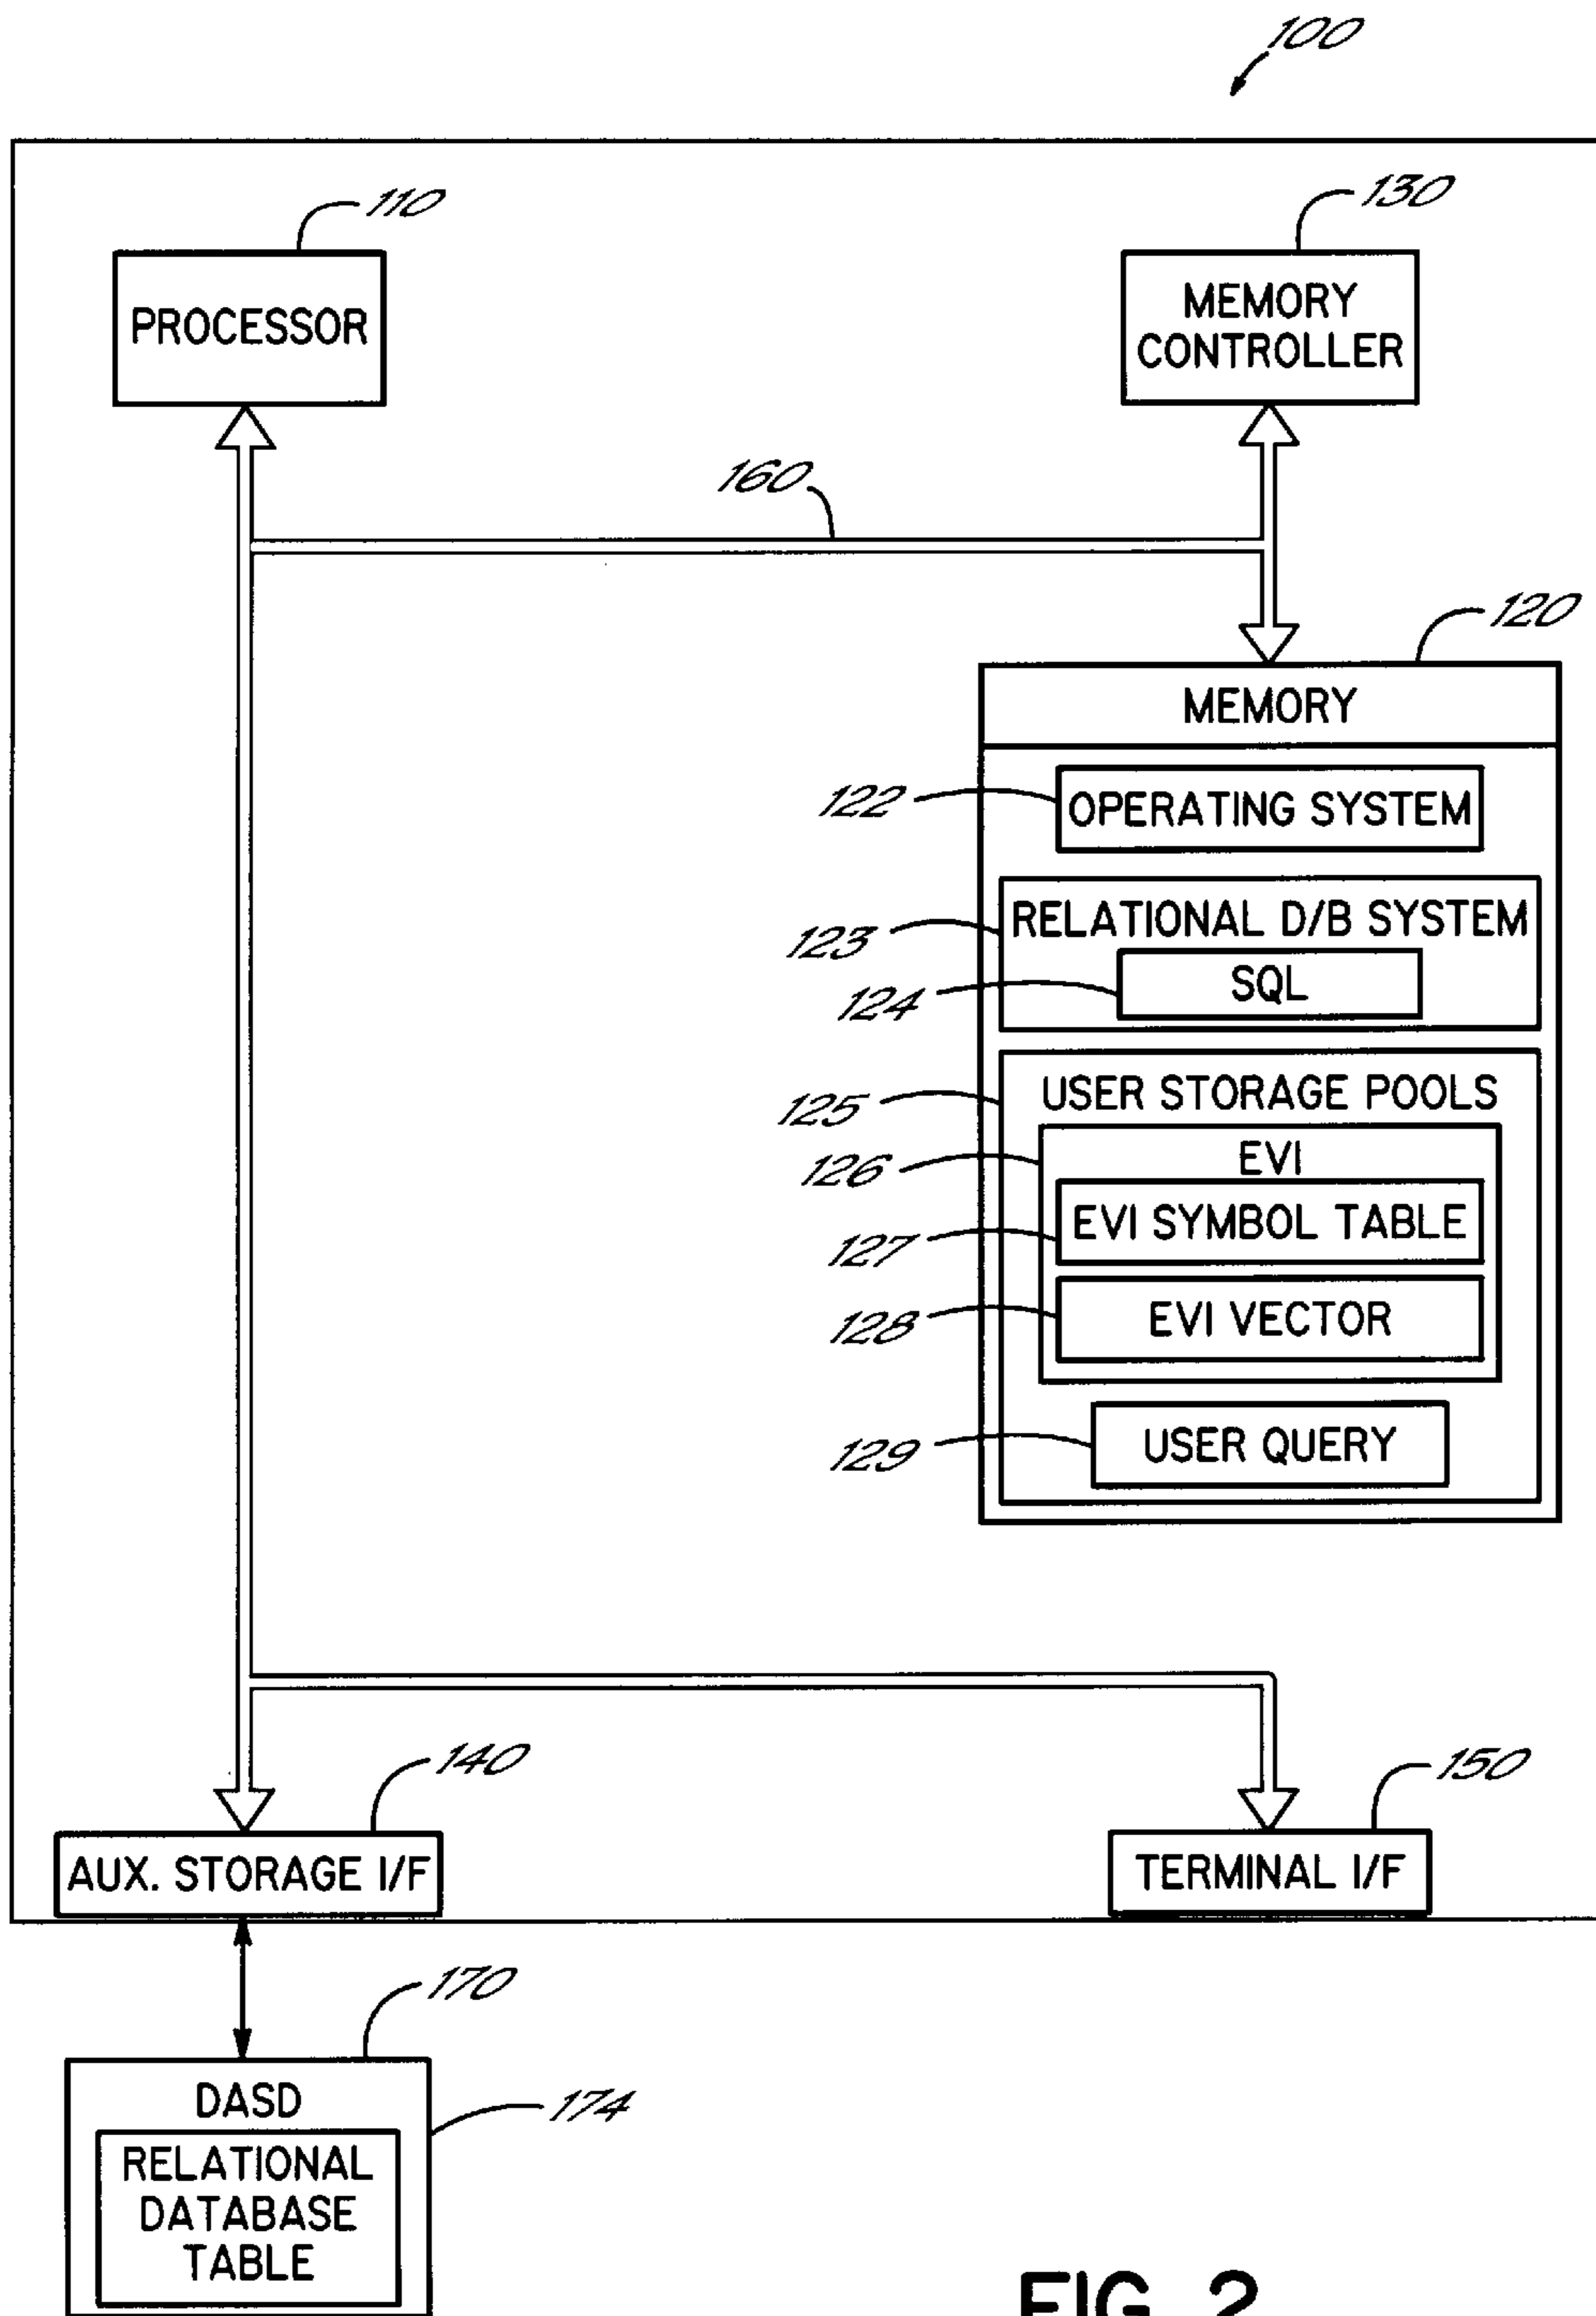 100
110
130
PROCESSOR
MEMORY
CONTROLLER
160
120
MEMORY
122
OPERATING SYSTEM
123
RELATIONAL D/B SYSTEM
124
SQL
125
USER STORAGE POOLS
126
EVI
127
EVI SYMBOL TABLE
128
EVI VECTOR
129
USER QUERY
140
150
AUX. STORAGE I/F
TERMINAL I/F
170
DASD
174
RELATIONAL
DATABASE
TABLE
FIG. 2